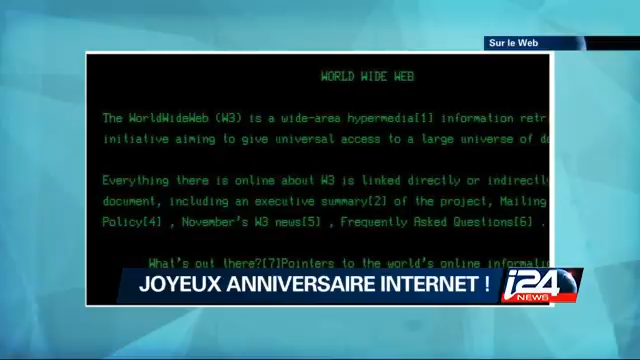 Sur le Web
WORLD WIDE WEB
The WorldWideWeb (W3) is a wide-area hypermedia[1] information retr
initiative aiming to give universal access to a large universe of do
Everything there is online about W3 is linked directly or indirectly
document, including an executive summary[2] of the project, Mailing
Policy[4] , November's W3 news[5] , Frequently Asked Questions[6] .
What's out there?[7]Pointers to the world's online informatio
JOYEUX ANNIVERSAIRE INTERNET !
i24
NEWS